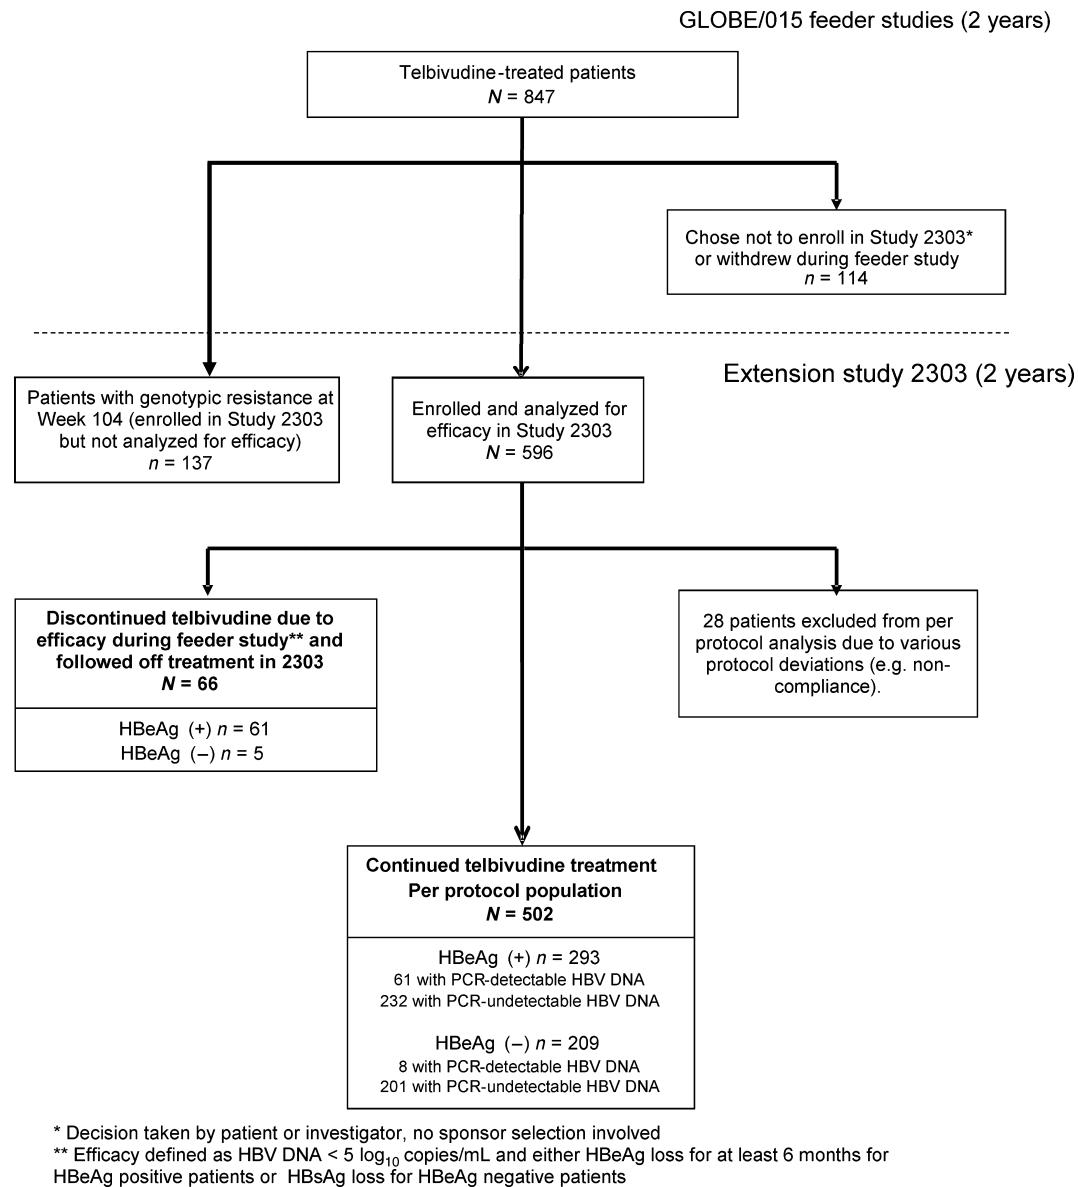 GLOBE/015 feeder studies (2 years)
Telbivudine-treated patients
N = 847
Chose not to enroll in Study 2303*
or withdrew during feeder study
n = 114
Extension study 2303 (2 years)
Patients with genotypic resistance at
Week 104 (enrolled in Study 2303
but not analyzed for efficacy)
n = 137
Enrolled and analyzed for
efficacy in Study 2303
N = 596
Discontinued telbivudine due to
efficacy during feeder study** and
followed off treatment in 2303
N = 66
HBeAg (+) n = 61
HBeAg (–) n = 5
28 patients excluded from per
protocol analysis due to various
protocol deviations (e.g. non-
compliance).
Continued telbivudine treatment
Per protocol population
N = 502
HBeAg (+) n = 293
61 with PCR-detectable HBV DNA
232 with PCR-undetectable HBV DNA
HBeAg (–) n = 209
8 with PCR-detectable HBV DNA
201 with PCR-undetectable HBV DNA
* Decision taken by patient or investigator, no sponsor selection involved
** Efficacy defined as HBV DNA < 5 log10 copies/mL and either HBeAg loss for at least 6 months for
HBeAg positive patients or HBsAg loss for HBeAg negative patients